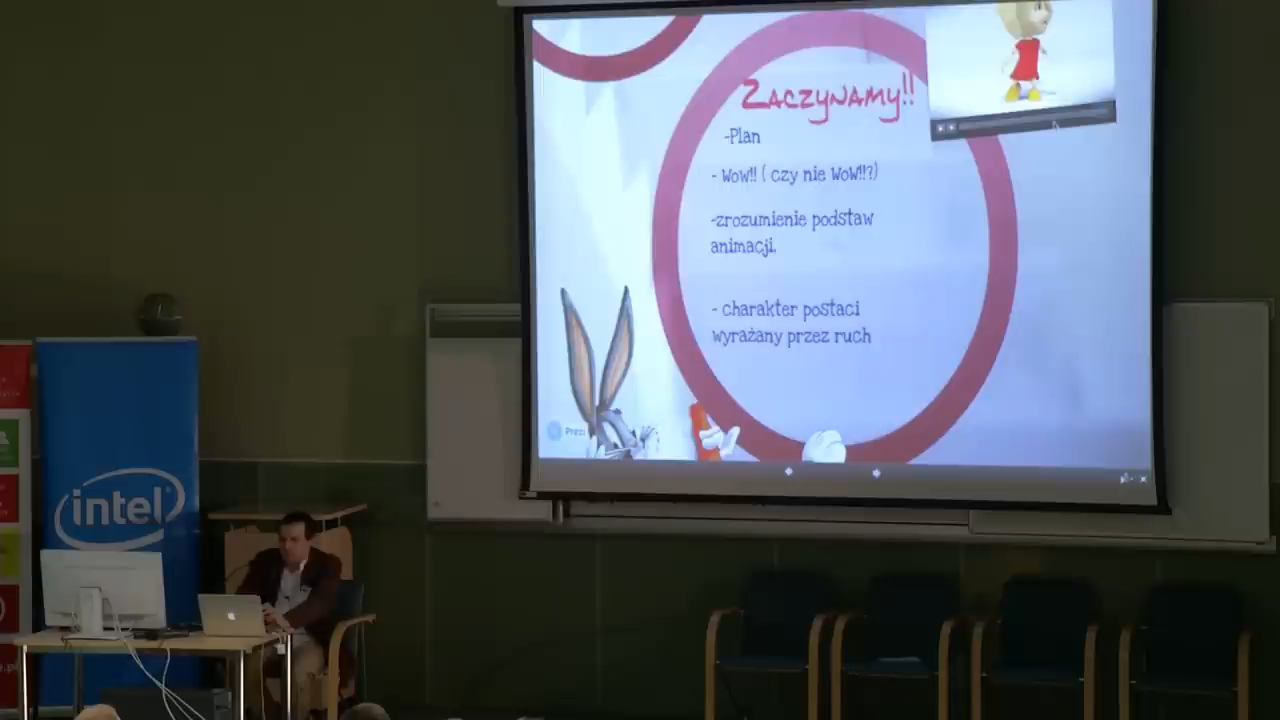 Zaczynamy!!
-Plan
- WoW!! ( czy nie WoW!!?)
-zrozumienie podstaw
animacji.
- charakter postaci
wyrażany przez ruch
Prezi
intel